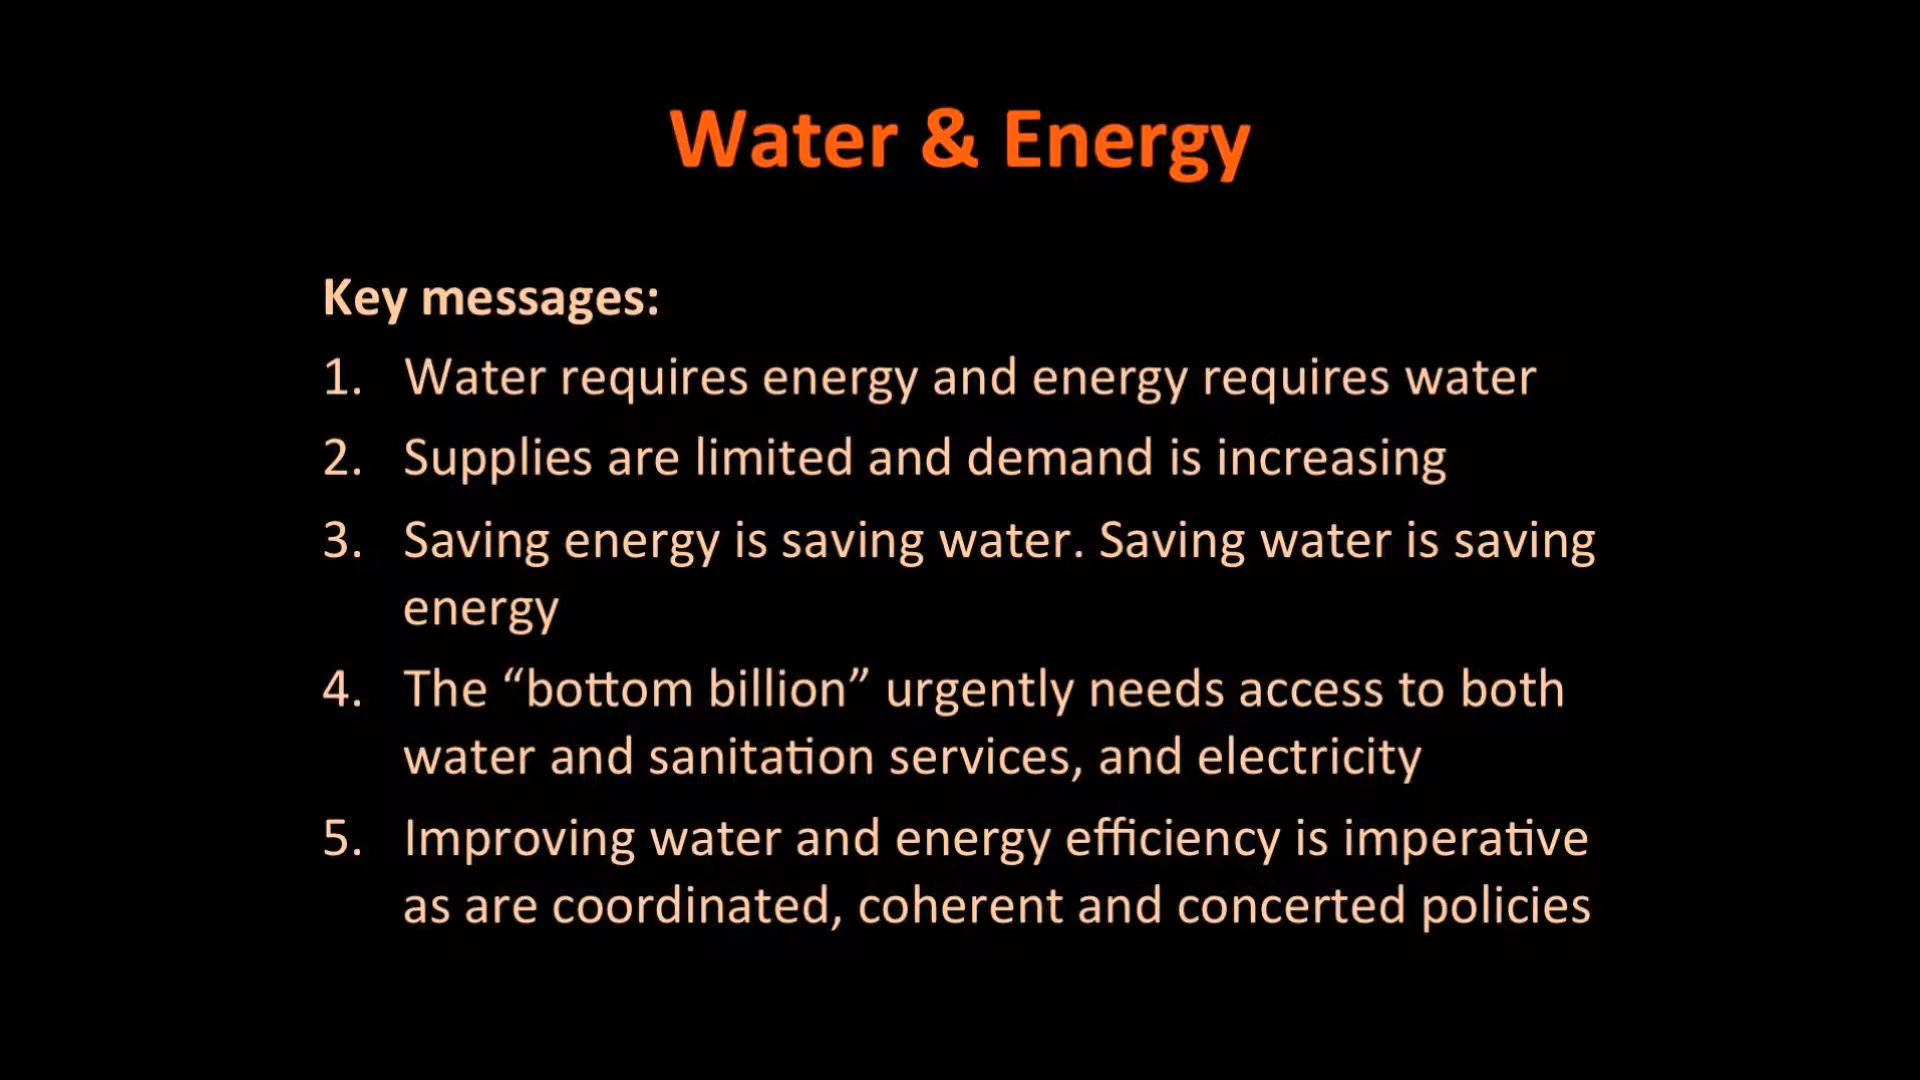 Water & Energy
Key messages:
1. Water requires energy and energy requires water
2. Supplies are limited and demand is increasing
3. Saving energy is saving water. Saving water is saving
energy
4. The “bottom billion” urgently needs access to both
water and sanitation services, and electricity
5. Improving water and energy efficiency is imperative
as are coordinated, coherent and concerted policies